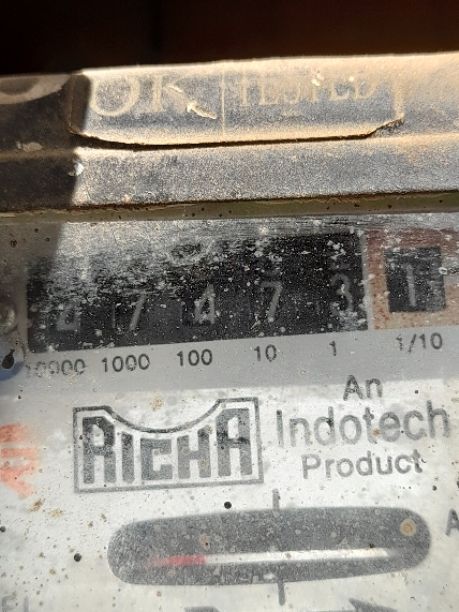 OK TESTED
7 4 7 3 1
10000 1000 100 10 1 1/10
RICHA
An
Indotech
Product